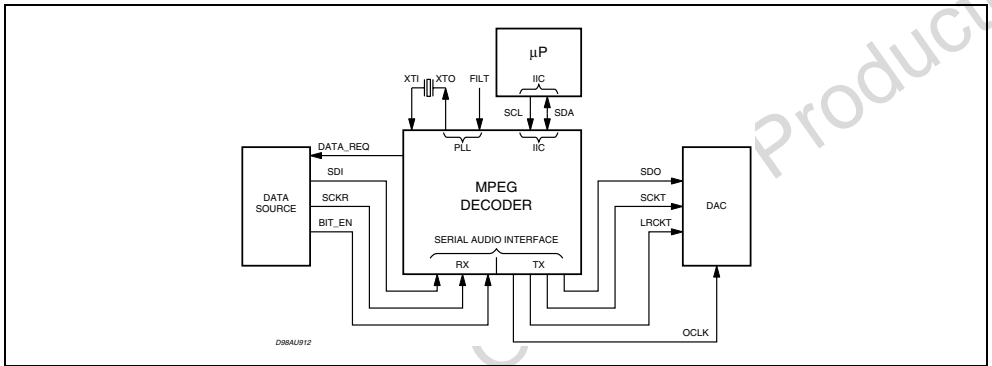 μP
XTI XTO FILT IIC
SCL SDA
DATA_REQ PLL IIC
SDI SDO
SCKR MPEG SCKT
DATA SOURCE DECODER DAC
BIT_EN LRCKT
SERIAL AUDIO INTERFACE
RX TX
OCLK
D98AU912
Product